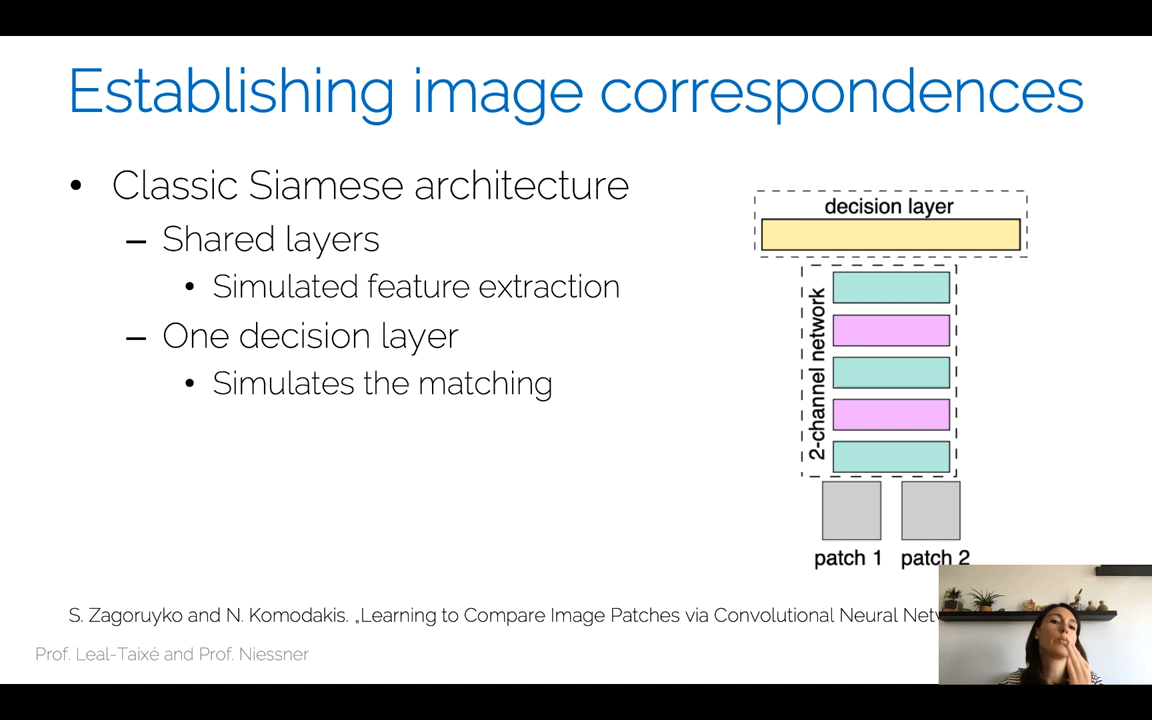 Establishing image correspondences
• Classic Siamese architecture
– Shared layers
• Simulated feature extraction
– One decision layer
• Simulates the matching
decision layer
2-channel network
patch 1 patch 2
S. Zagoruyko and N. Komodakis. „Learning to Compare Image Patches via Convolutional Neural
Prof. Leal-Taixé and Prof. Niessner